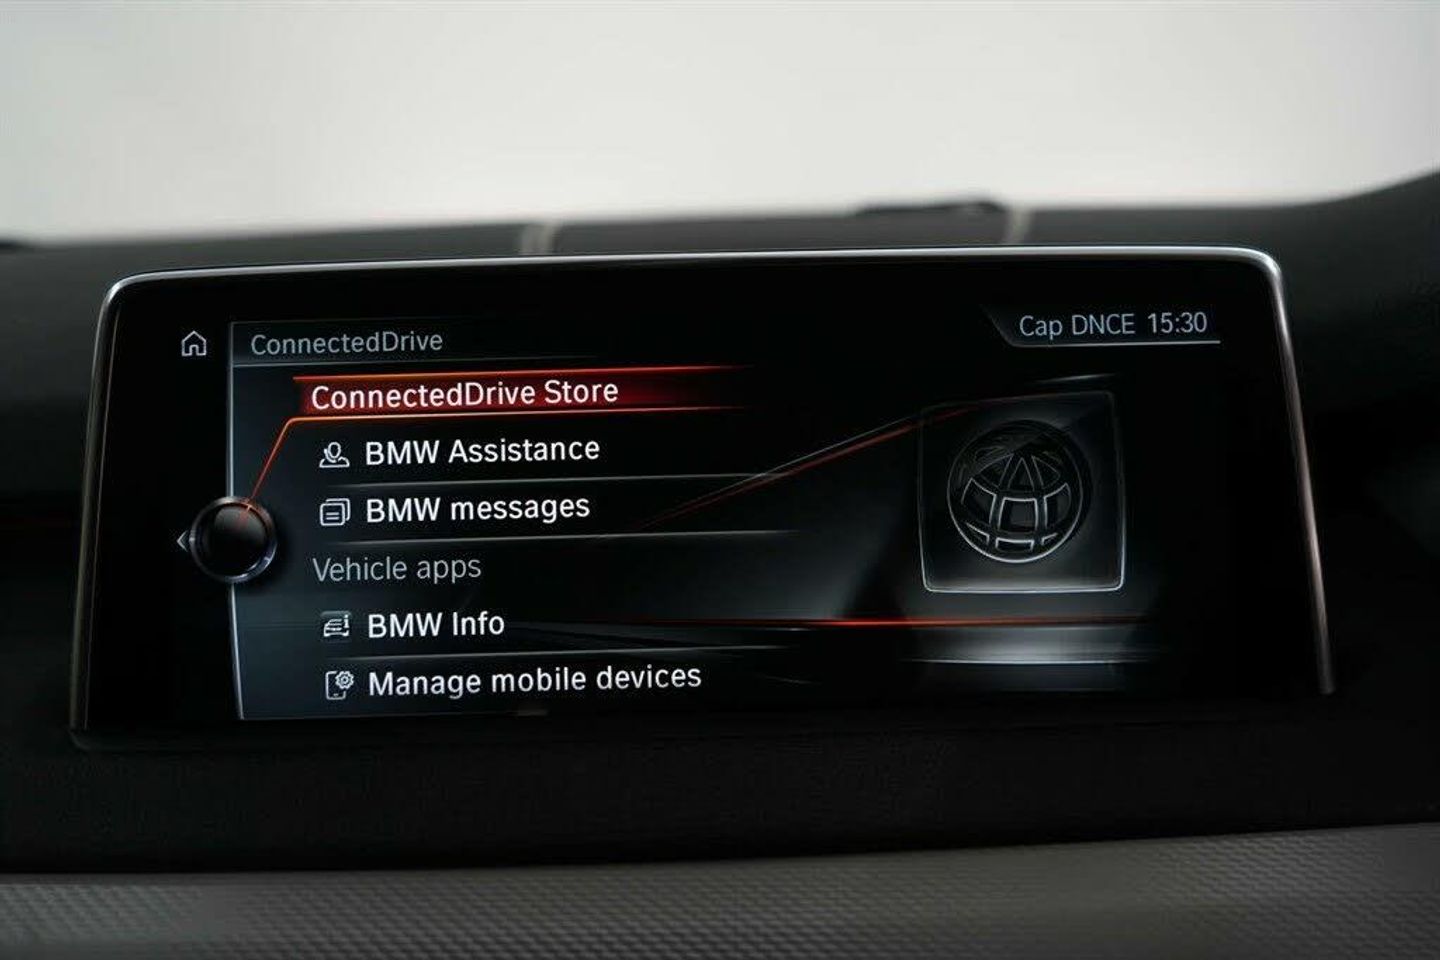 ConnectedDrive
Cap DNCE 15:30
ConnectedDrive Store
BMW Assistance
BMW messages
Vehicle apps
BMW Info
Manage mobile devices